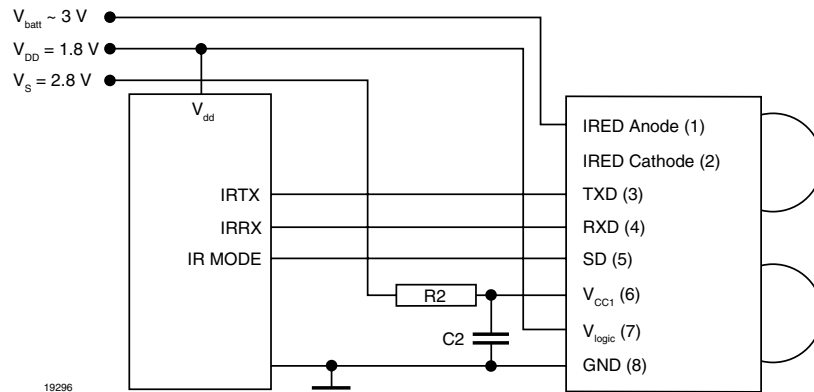 V_batt ~ 3 V
V_DD = 1.8 V
V_S = 2.8 V
V_dd
IRTX
IRRX
IR MODE
R2
C2
IRED Anode (1)
IRED Cathode (2)
TXD (3)
RXD (4)
SD (5)
V_CC1 (6)
V_logic (7)
GND (8)
19296